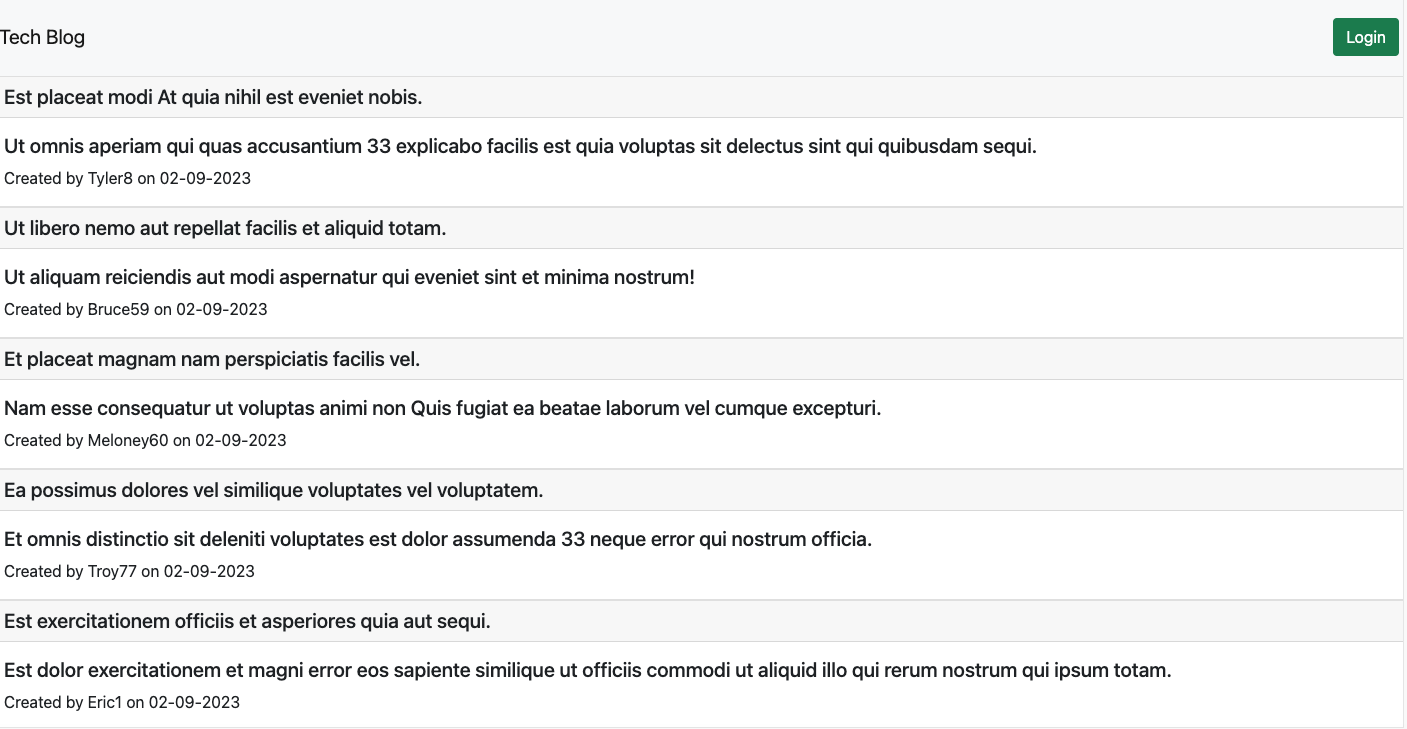 Tech Blog
Login
Est placeat modi At quia nihil est eveniet nobis.
Ut omnis aperiam qui quas accusantium 33 explicabo facilis est quia voluptas sit delectus sint qui quibusdam sequi.
Created by Tyler8 on 02-09-2023
Ut libero nemo aut repellat facilis et aliquid totam.
Ut aliquam reiciendis aut modi aspernatur qui eveniet sint et minima nostrum!
Created by Bruce59 on 02-09-2023
Et placeat magnam nam perspiciatis facilis vel.
Nam esse consequatur ut voluptas animi non Quis fugiat ea beatae laborum vel cumque excepturi.
Created by Meloney60 on 02-09-2023
Ea possimus dolores vel similique voluptates vel voluptatem.
Et omnis distinctio sit deleniti voluptates est dolor assumenda 33 neque error qui nostrum officia.
Created by Troy77 on 02-09-2023
Est exercitationem officiis et asperiores quia aut sequi.
Est dolor exercitationem et magni error eos sapiente similique ut officiis commodi ut aliquid illo qui rerum nostrum qui ipsum totam.
Created by Eric1 on 02-09-2023